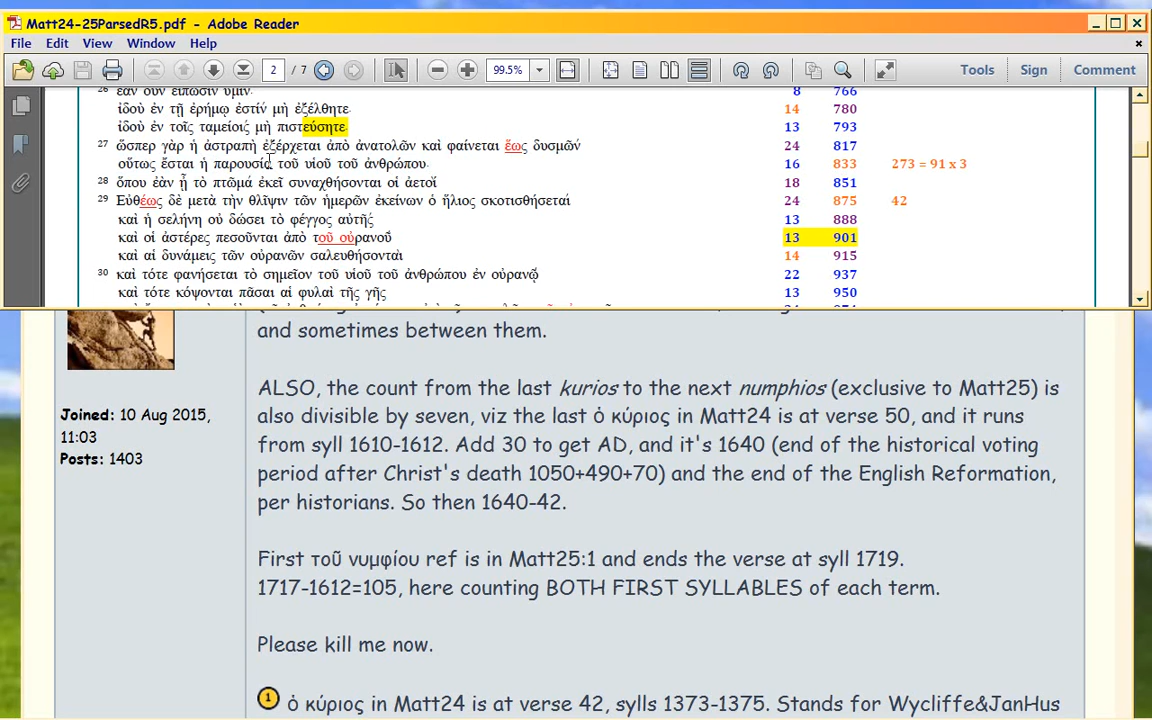 Matt24-25ParsedR5.pdf - Adobe Reader
File Edit View Window Help
2 / 7 99.5% Tools Sign Comment
26 ἐὰν οὖν εἴπωσιν ὑμῖν· 8 766
ἰδοὺ ἐν τῇ ἐρήμῳ ἐστίν μὴ ἐξέλθητε· 14 780
ἰδοὺ ἐν τοῖς ταμείοις μὴ πιστεύσητε· 13 793
27 ὥσπερ γὰρ ἡ ἀστραπὴ ἐξέρχεται ἀπὸ ἀνατολῶν καὶ φαίνεται ἕως δυσμῶν 24 817
οὕτως ἔσται ἡ παρουσία τοῦ υἱοῦ τοῦ ἀνθρώπου· 16 833 273 = 91 x 3
28 ὅπου ἐὰν ᾖ τὸ πτῶμά ἐκεῖ συναχθήσονται οἱ ἀετοί 18 851
29 Εὐθέως δὲ μετὰ τὴν θλῖψιν τῶν ἡμερῶν ἐκείνων ὁ ἥλιος σκοτισθήσεταί 24 875 42
καὶ ἡ σελήνη οὐ δώσει τὸ φέγγος αὐτῆς 13 888
καὶ οἱ ἀστέρες πεσοῦνται ἀπὸ τοῦ οὐρανοῦ 13 901
καὶ αἱ δυνάμεις τῶν οὐρανῶν σαλευθήσονταὶ 14 915
30 καὶ τότε φανήσεται τὸ σημεῖον τοῦ υἱοῦ τοῦ ἀνθρώπου ἐν οὐρανῷ 22 937
καὶ τότε κόψονται πᾶσαι αἱ φυλαὶ τῆς γῆς 13 950
and sometimes between them.
ALSO, the count from the last kurios to the next numphios (exclusive to Matt25) is
also divisible by seven, viz the last ὁ κύριος in Matt24 is at verse 50, and it runs
from syll 1610-1612. Add 30 to get AD, and it's 1640 (end of the historical voting
period after Christ's death 1050+490+70) and the end of the English Reformation,
per historians. So then 1640-42.
Joined: 10 Aug 2015,
11:03
Posts: 1403
First τοῦ νυμφίου ref is in Matt25:1 and ends the verse at syll 1719.
1717-1612=105, here counting BOTH FIRST SYLLABLES of each term.
Please kill me now.
1 ὁ κύριος in Matt24 is at verse 42, sylls 1373-1375. Stands for Wycliffe&JanHus